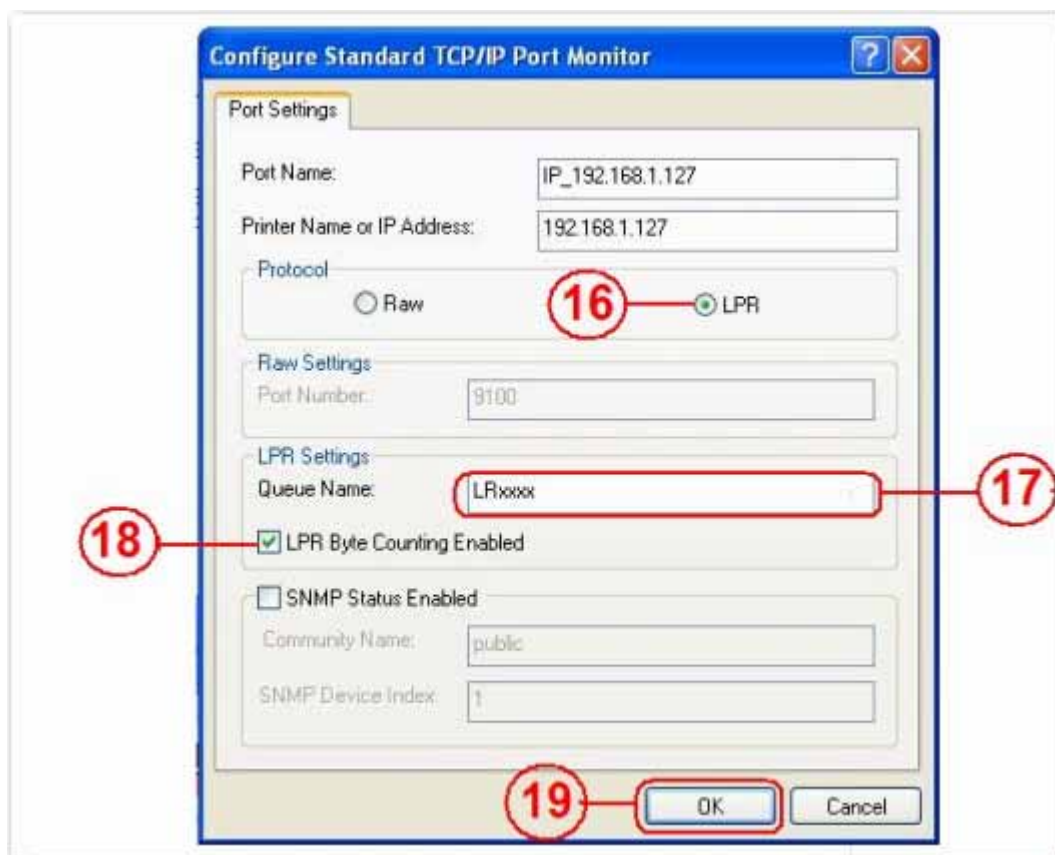 Configure Standard TCP/IP Port Monitor
Port Settings
Port Name: IP_192.168.1.127
Printer Name or IP Address: 192.168.1.127
Protocol
Raw 16 LPR
Raw Settings
Port Number: 9100
LPR Settings
Queue Name: LRxxxx 17
18 LPR Byte Counting Enabled
SNMP Status Enabled
Community Name: public
SNMP Device Index: 1
19 OK Cancel